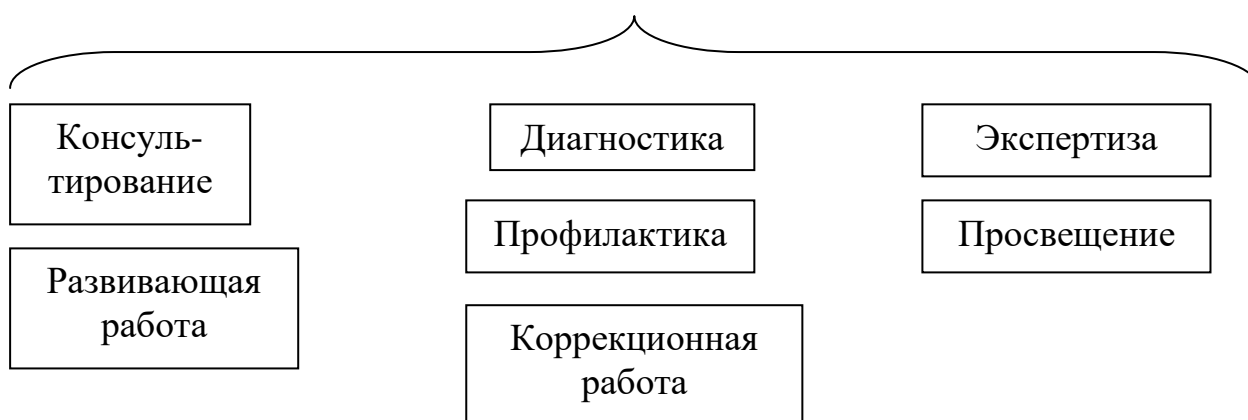 Консуль-
тирование
Диагностика
Экспертиза
Профилактика
Просвещение
Развивающая
работа
Коррекционная
работа